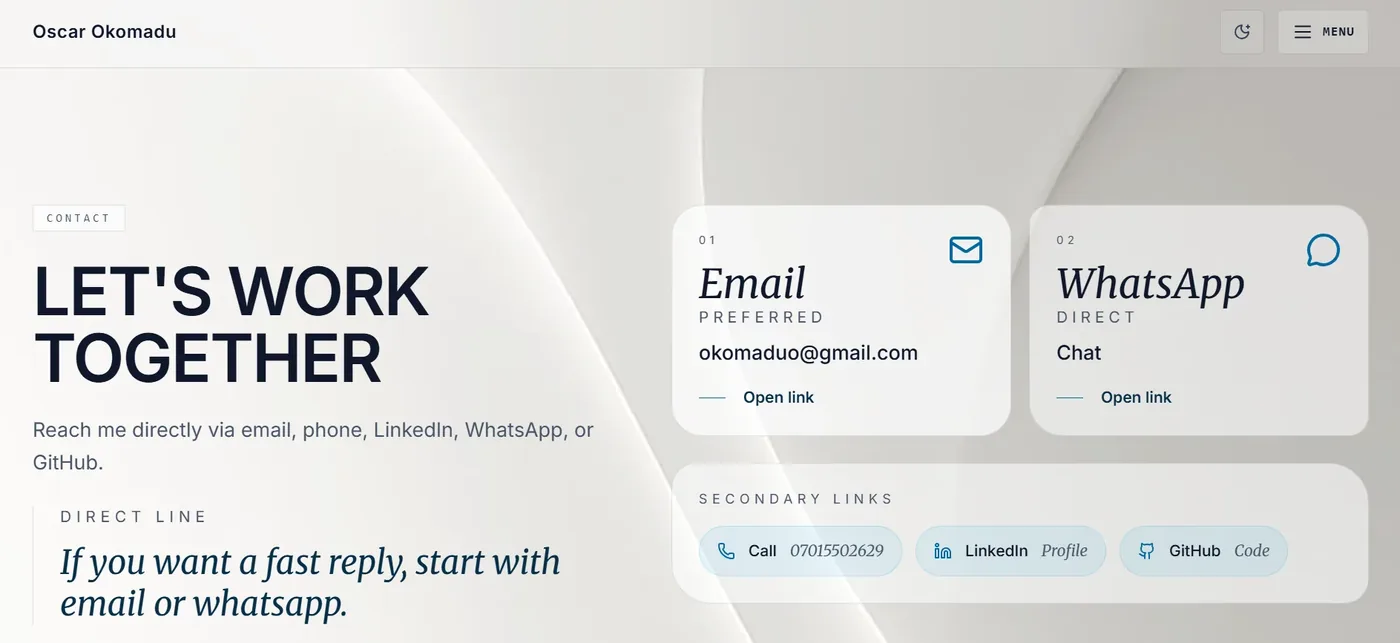 Oscar Okomadu
MENU
CONTACT
LET'S WORK
TOGETHER
Reach me directly via email, phone, LinkedIn, WhatsApp, or
GitHub.
DIRECT LINE
If you want a fast reply, start with
email or whatsapp.
01
Email
PREFERRED
okomaduo@gmail.com
Open link
02
WhatsApp
DIRECT
Chat
Open link
SECONDARY LINKS
Call 07015502629
LinkedIn Profile
GitHub Code